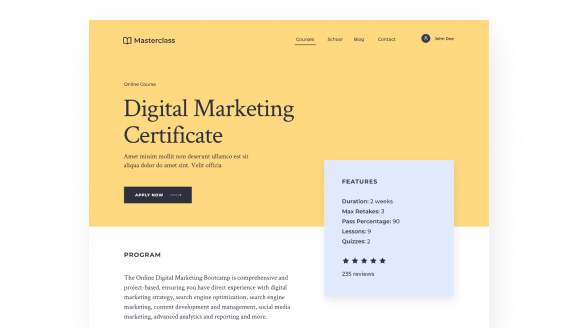 Masterclass
Courses School Blog Contact
John Doe
Online Course
Digital Marketing
Certificate
Amet minim mollit non deserunt ullamco est sit
aliqua dolor do amet sint. Velit officia
APPLY NOW
FEATURES
Duration: 2 weeks
Max Retakes: 3
Pass Percentage: 90
Lessons: 9
Quizzes: 2
235 reviews
PROGRAM
The Online Digital Marketing Bootcamp is comprehensive and
project-based, ensuring you have direct experience with digital
marketing strategy, search engine optimization, search engine
marketing, content development and management, social media
marketing, advanced analytics and reporting and more.